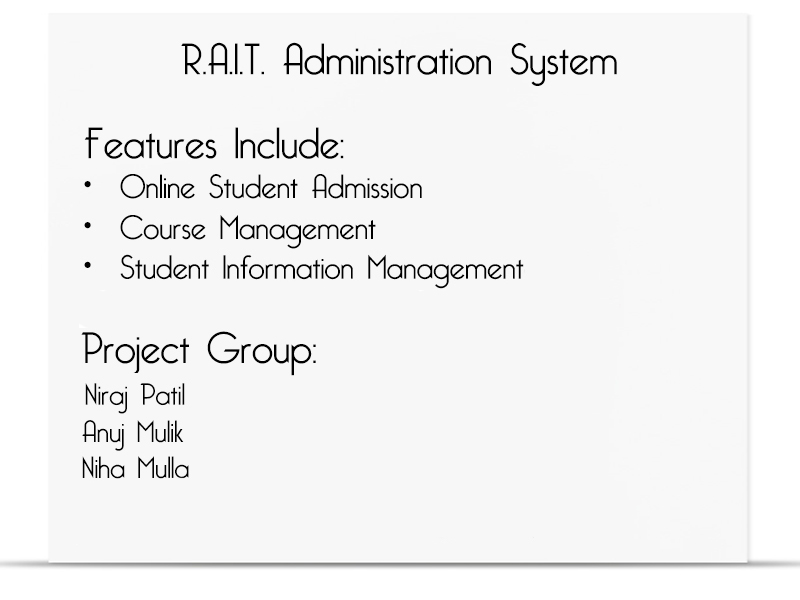 R.A.I.T. Administration System
Features Include:
• Online Student Admission
• Course Management
• Student Information Management
Project Group:
Niraj Patil
Anuj Mulik
Niha Mulla